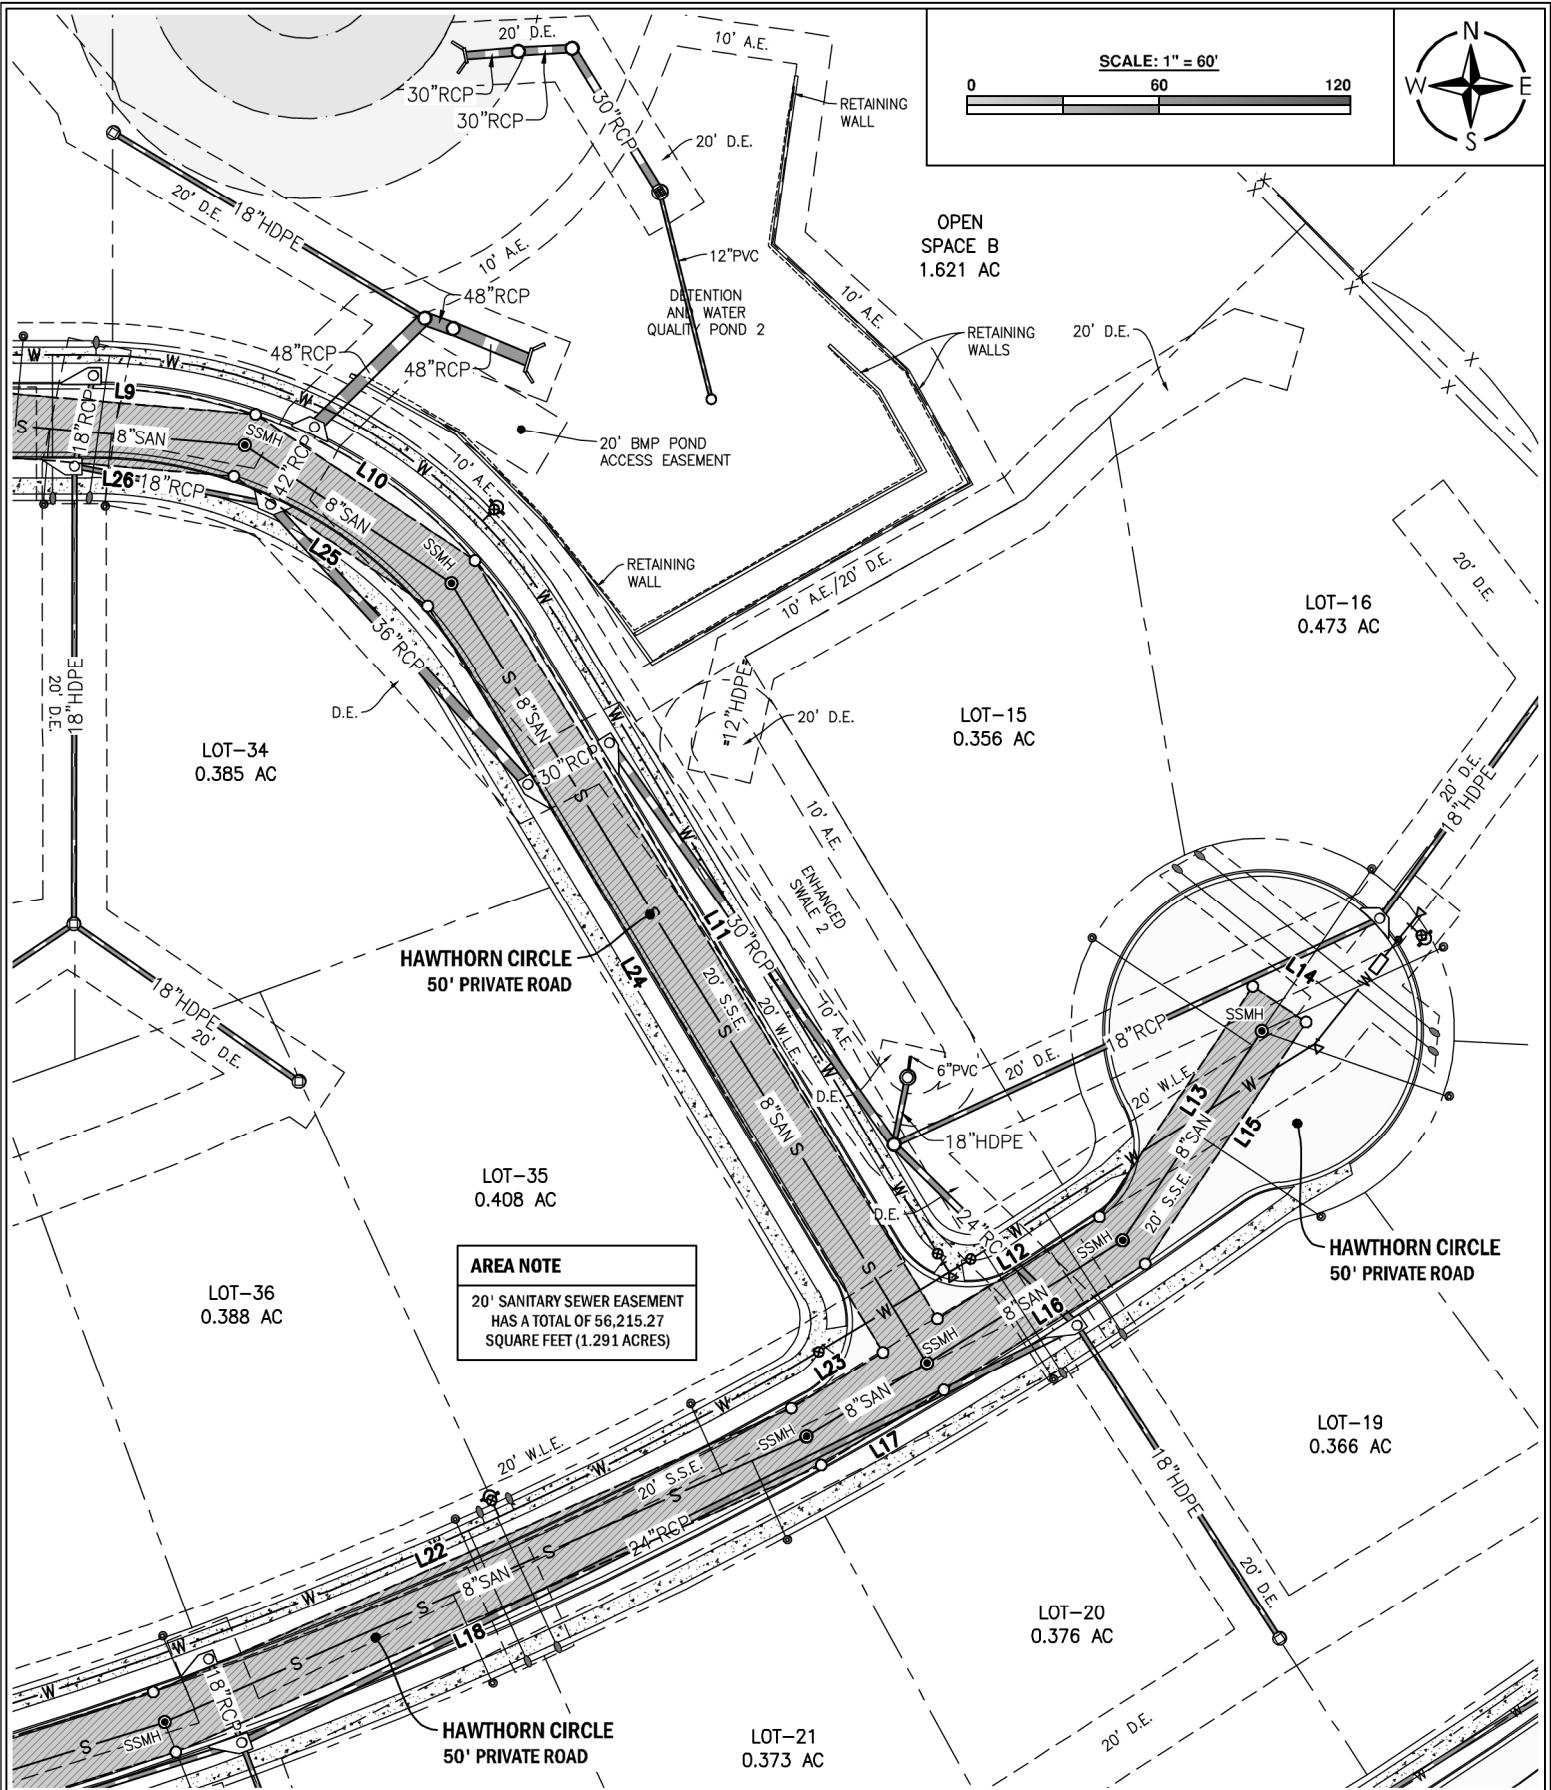 20' D.E.
10' A.E.
SCALE: 1" = 60'
0 60 120
N
W E
S
30"RCP
30"RCP
30"RCP
RETAINING
WALL
20' D.E.
20' D.E.
18"HDPE
10' A.E.
OPEN
SPACE B
1.621 AC
12"PVC
48"RCP
DETENTION
AND WATER
QUALITY POND 2
10' A.E.
RETAINING
WALLS
20' D.E.
48"RCP
48"RCP
W
W
W
L9
18"RCP
S
8"SAN
SSMH
42"RCP
L10
W
10' A.E.
20' BMP POND
ACCESS EASEMENT
L26
18"RCP
8"SAN
L25
SSMH
RETAINING
WALL
W
10' A.E./20' D.E.
LOT-16
0.473 AC
20' D.E.
36"RCP
D.E.
20' D.E.
18"HDPE
S
8"SAN
W
12"HDPE
20' D.E.
LOT-15
0.356 AC
LOT-34
0.385 AC
30"RCP
S
W
10' A.E.
20' D.E.
18"HDPE
ENHANCED
SWALE 2
HAWTHORN CIRCLE
50' PRIVATE ROAD
S
L11
30"RCP
L24
20' S.S.E.
20' W.L.E.
10' A.E.
S
L14
W
SSMH
18"RCP
18"HDPE
20' D.E.
6"PVC
20' D.E.
W
D.E.
20' W.L.E.
L13
W
8"SAN
L15
8"SAN
S
18"HDPE
W
LOT-35
0.408 AC
W
D.E.
24"RCP
W
L12
SSMH
20' S.S.E.
HAWTHORN CIRCLE
50' PRIVATE ROAD
AREA NOTE
20' SANITARY SEWER EASEMENT
HAS A TOTAL OF 56,215.27
SQUARE FEET (1.291 ACRES)
LOT-36
0.388 AC
S
W
8"SAN
L16
SSMH
L23
8"SAN
W
SSMH
L17
LOT-19
0.366 AC
20' W.L.E.
W
20' S.S.E.
S
18"HDPE
24"RCP
L22
S
8"SAN
20' D.E.
W
S
L18
LOT-20
0.376 AC
W
S
W
18"RCP
SSMH
S
HAWTHORN CIRCLE
50' PRIVATE ROAD
LOT-21
0.373 AC
20' D.E.
W
W